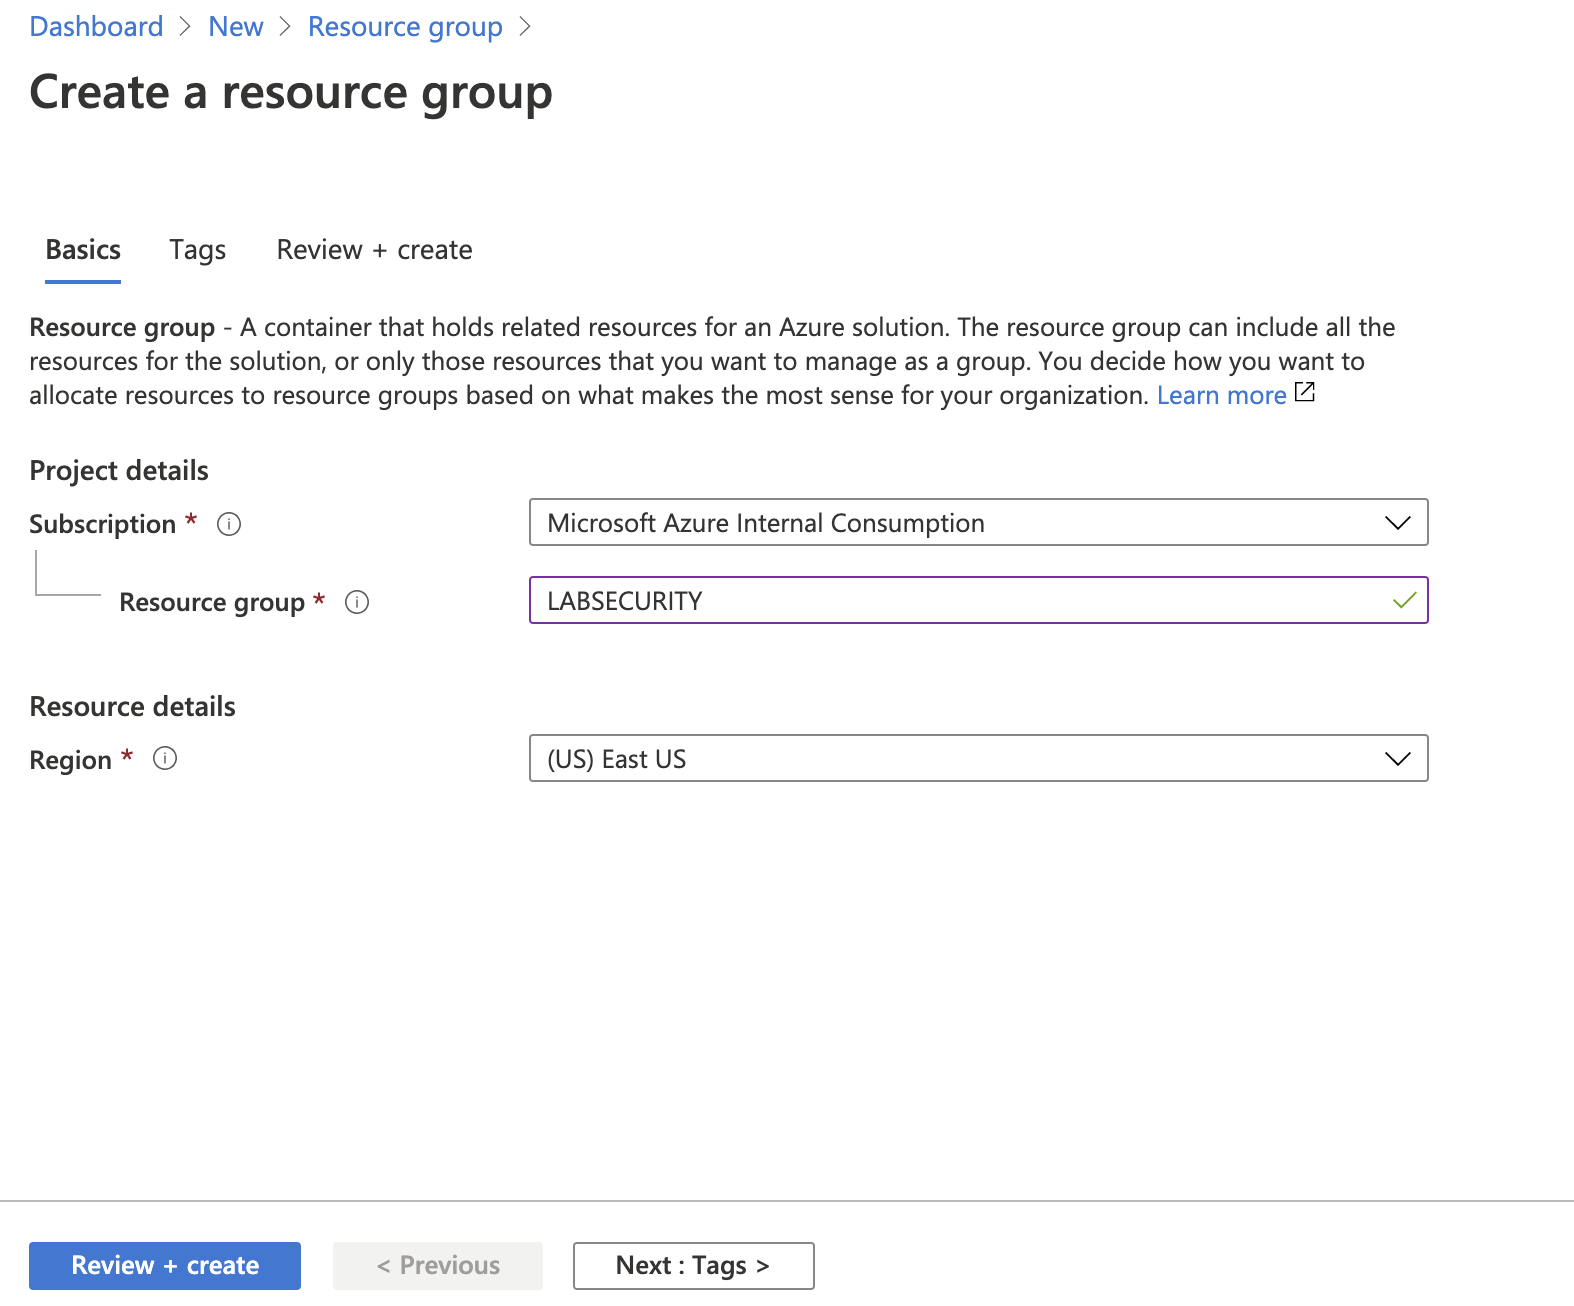 Dashboard > New > Resource group >
Create a resource group
Basics Tags Review + create
Resource group - A container that holds related resources for an Azure solution. The resource group can include all the
resources for the solution, or only those resources that you want to manage as a group. You decide how you want to
allocate resources to resource groups based on what makes the most sense for your organization. Learn more
Project details
Subscription * Microsoft Azure Internal Consumption
Resource group * LABSECURITY
Resource details
Region * (US) East US
Review + create < Previous Next : Tags >